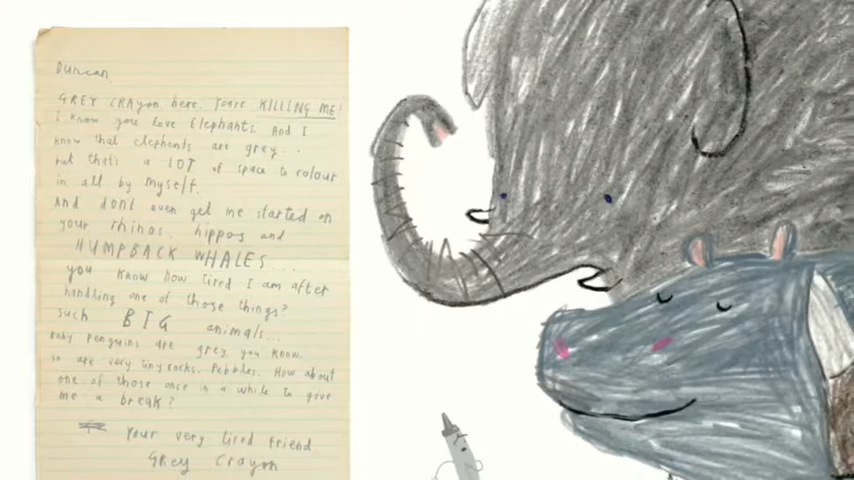 Duncan,
GREY CRAYON here. You're KILLING ME!
I know you love Elephants. And I
know that elephants are grey...
but that's a LOT of space to colour
in all by myself.
And don't even get me started on
your rhinos, hippos and
HUMPBACK WHALES...
you know how tired I am after
handling one of those things?
such BIG animals...
Baby penguins are grey, you know.
so are very tiny rocks. Pebbles. How about
one of those once in a while to give
me a break?
Your very tired friend
Grey Crayon